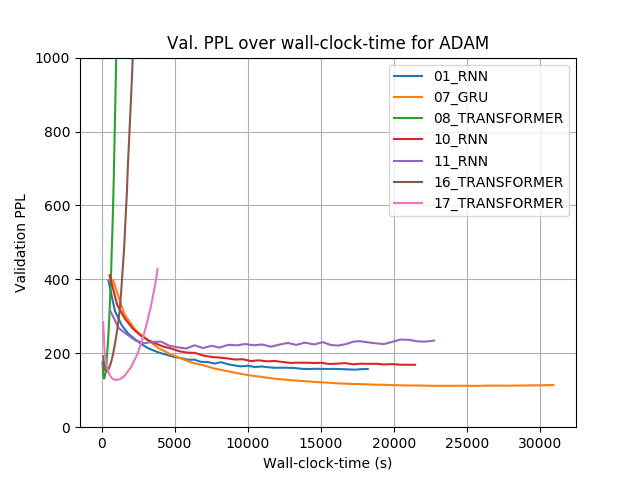 Val. PPL over wall-clock-time for ADAM
Validation PPL
1000
800
600
400
200
0
01_RNN
07_GRU
08_TRANSFORMER
10_RNN
11_RNN
16_TRANSFORMER
17_TRANSFORMER
0 5000 10000 15000 20000 25000 30000
Wall-clock-time (s)